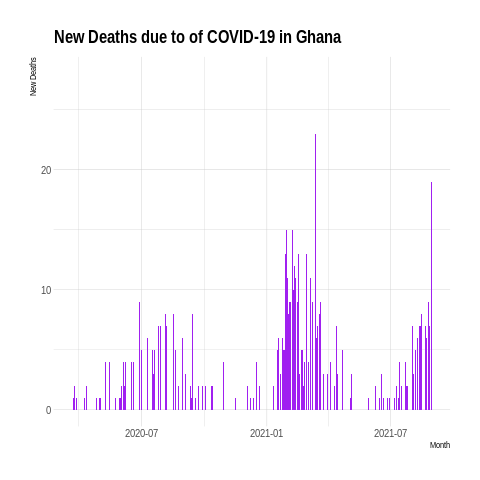 New Deaths due to of COVID-19 in Ghana
New Deaths
20
10
0
2020-07
2021-01
2021-07
Month